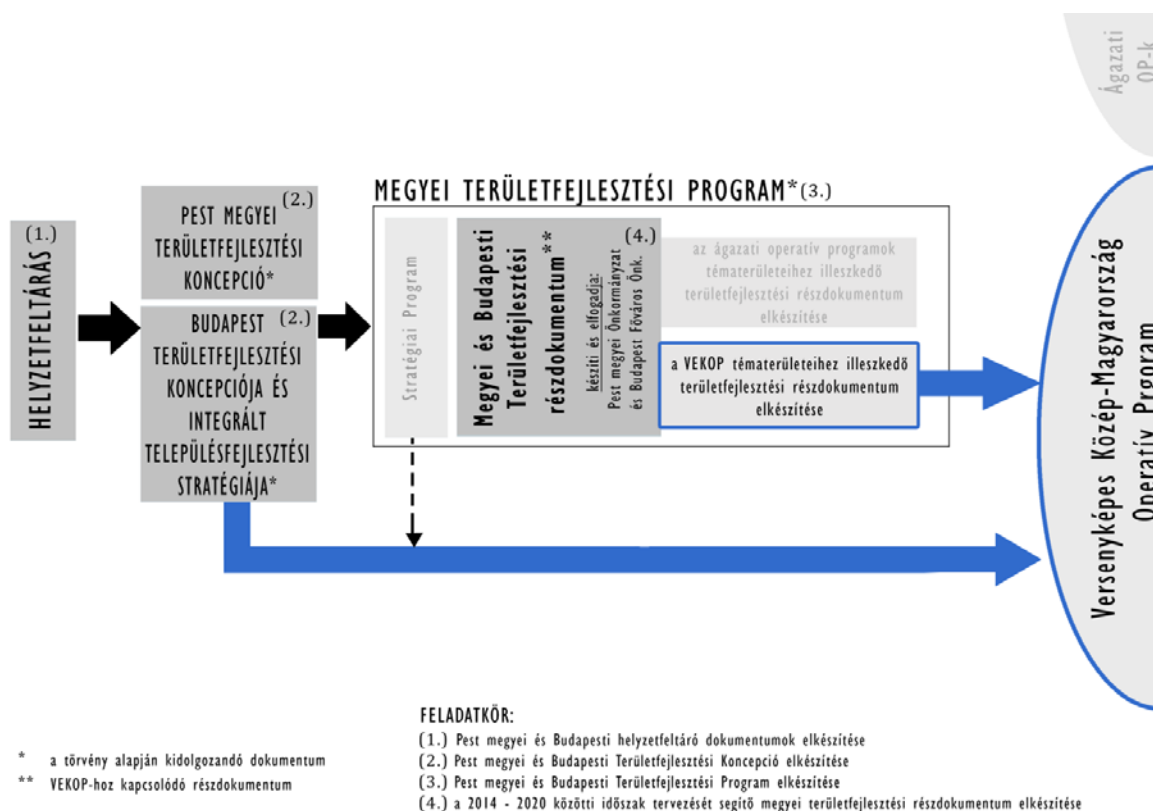 Ágazati
OP-k
MEGYEI TERÜLETFEJLESZTÉSI PROGRAM*(3.)
(1.)
HELYZETFELTÁRÁS
(2.)
PEST MEGYEI
TERÜLETFEJLESZTÉSI
KONCEPCIÓ*
(2.)
BUDAPEST
TERÜLETFEJLESZTÉSI
KONCEPCIÓJA ÉS
INTEGRÁLT
TELEPÜLÉSFEJLESZTÉSI
STRATÉGIÁJA*
Stratégiai Program
(4.)
Megyei és Budapesti
Területfejlesztési
részdokumentum**
készíti és elfogadja:
Pest megyei Önkormányzat
és Budapest Főváros Önk.
az ágazati operatív programok
tématerületeihez illeszkedő
területfejlesztési részdokumentum
elkészítése
a VEKOP tématerületeihez illeszkedő
területfejlesztési részdokumentum
elkészítése
Versenyképes Közép-Magyarország
Operatív Prgoram
* a törvény alapján kidolgozandó dokumentum
** VEKOP-hoz kapcsolódó részdokumentum
FELADATKÖR:
(1.) Pest megyei és Budapesti helyzetfeltáró dokumentumok elkészítése
(2.) Pest megyei és Budapesti Területfejlesztési Koncepció elkészítése
(3.) Pest megyei és Budapesti Területfejlesztési Program elkészítése
(4.) a 2014 - 2020 közötti időszak tervezését segítő megyei területfejlesztési részdokumentum elkészítése